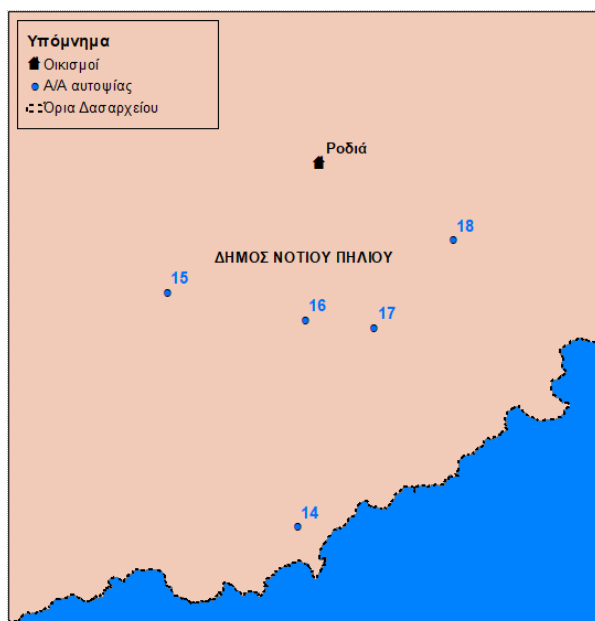 Υπόμνημα
Οικισμοί
Α/Α αυτοψίας
Όρια Δασαρχείου
Ροδιά
18
ΔΗΜΟΣ ΝΟΤΙΟΥ ΠΗΛΙΟΥ
15
16
17
14